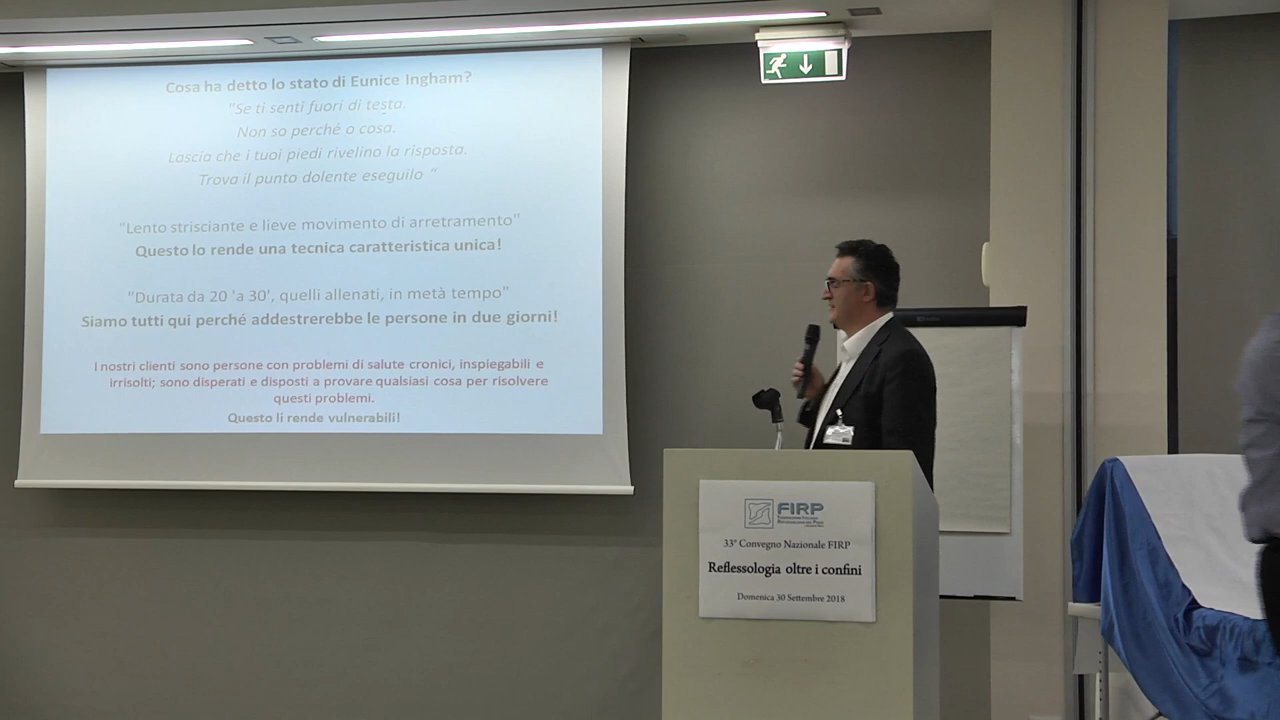 Cosa ha detto lo stato di Eunice Ingham?
"Se ti senti fuori di testa.
Non so perché o cosa.
Lascia che i tuoi piedi rivelino la risposta.
Trova il punto dolente eseguilo “
"Lento strisciante e lieve movimento di arretramento"
Questo lo rende una tecnica caratteristica unica!
"Durata da 20 'a 30', quelli allenati, in metà tempo"
Siamo tutti qui perché addestrerebbe le persone in due giorni!
I nostri clienti sono persone con problemi di salute cronici, inspiegabili e
irrisolti; sono disperati e disposti a provare qualsiasi cosa per risolvere
questi problemi.
Questo li rende vulnerabili!
FIRP
33° Convegno Nazionale FIRP
Reflessologia oltre i confini
Domenica 30 Settembre 2018